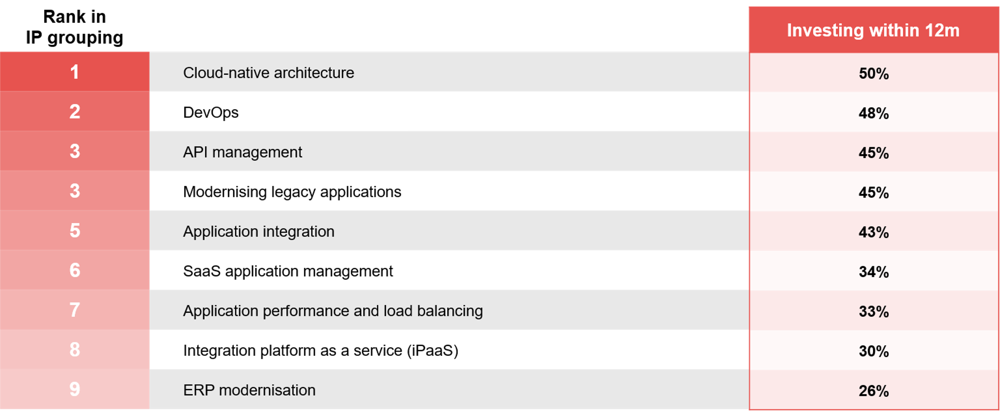 Rank in
IP grouping
Investing within 12m
1 Cloud-native architecture 50%
2 DevOps 48%
3 API management 45%
3 Modernising legacy applications 45%
5 Application integration 43%
6 SaaS application management 34%
7 Application performance and load balancing 33%
8 Integration platform as a service (iPaaS) 30%
9 ERP modernisation 26%